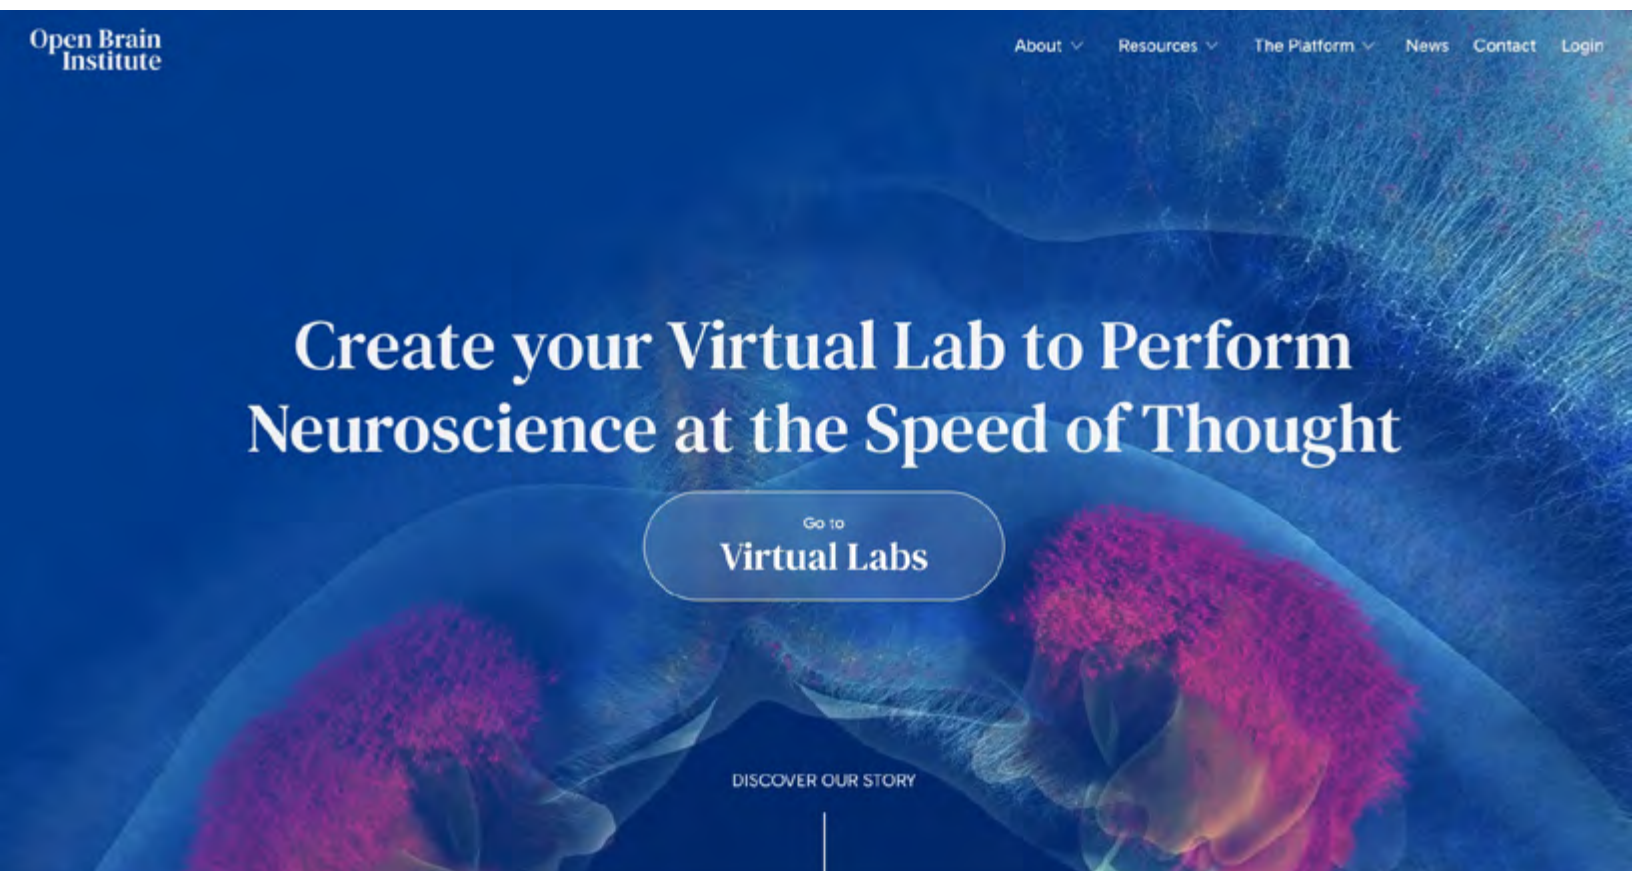 Open Brain
Institute
About
Resources
The Platform
News
Contact
Login
Create your Virtual Lab to Perform
Neuroscience at the Speed of Thought
Go to
Virtual Labs
DISCOVER OUR STORY